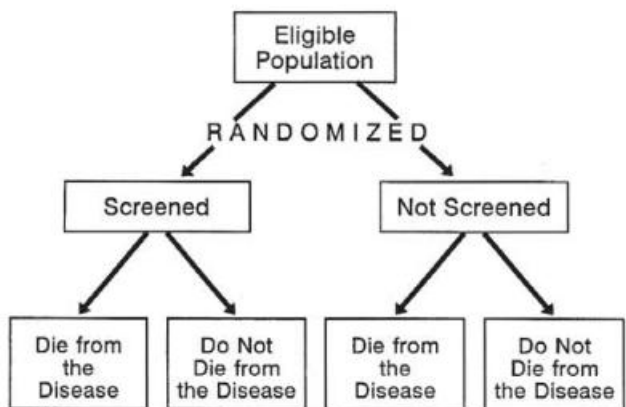 Eligible
Population
RANDOMIZED
Screened
Not Screened
Die from
the
Disease
Do Not
Die from
the Disease
Die from
the
Disease
Do Not
Die from
the Disease